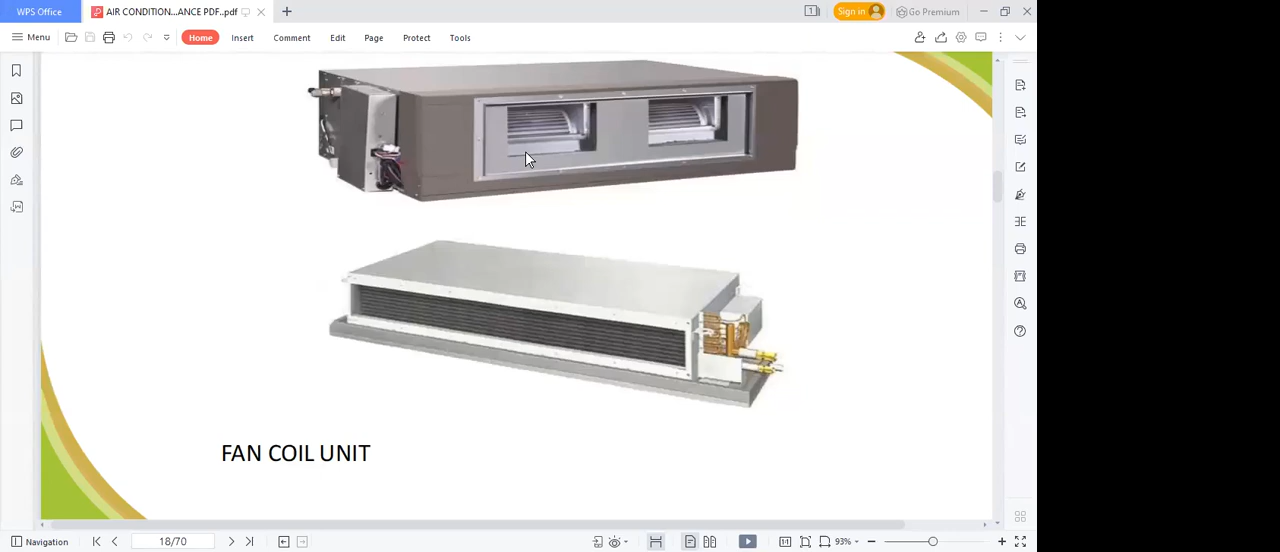 WPS Office
AIR CONDITION...ANCE PDF..pdf
1
Sign in
Go Premium
Menu
Home
Insert
Comment
Edit
Page
Protect
Tools
FAN COIL UNIT
Navigation
18/70
93%